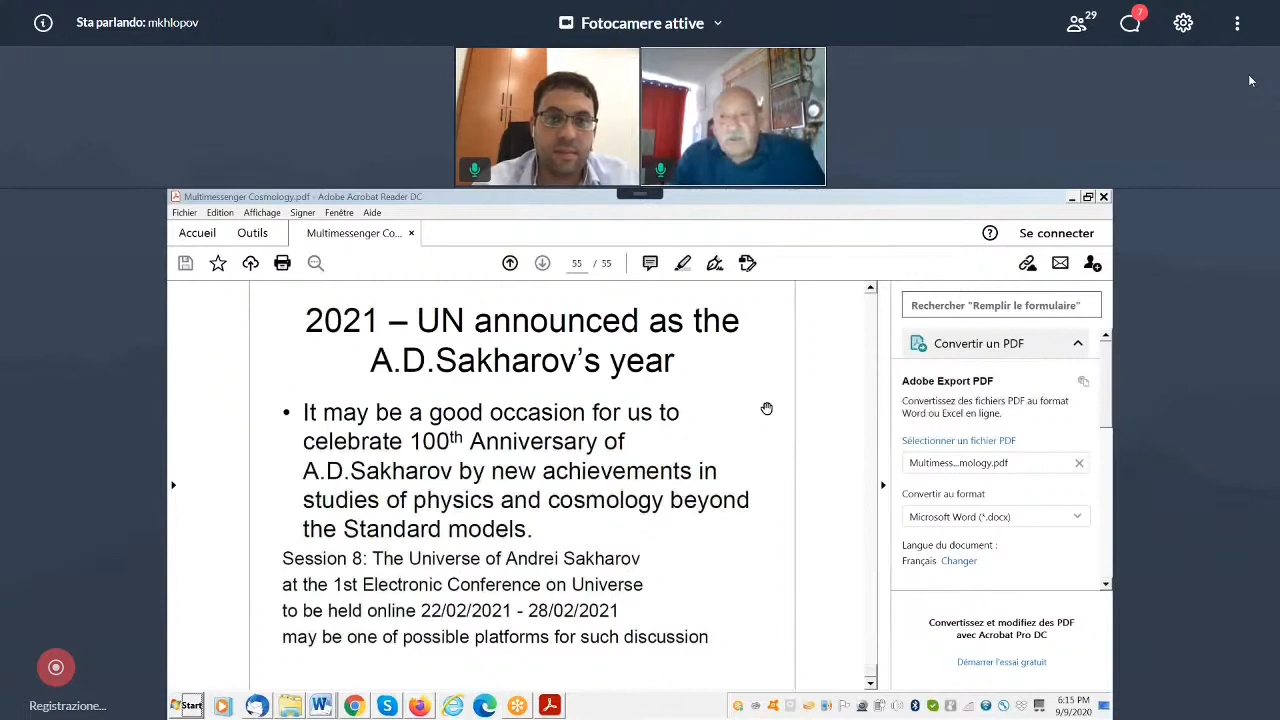 Sta parlando: mkhlopov
Fotocamere attive
29
7
Multimessenger Cosmology.pdf - Adobe Acrobat Reader DC
Fichier Edition Affichage Signer Fenêtre Aide
Accueil Outils Multimessenger Co... × Se connecter
55 / 55
2021 – UN announced as the
A.D.Sakharov's year
• It may be a good occasion for us to
celebrate 100th Anniversary of
A.D.Sakharov by new achievements in
studies of physics and cosmology beyond
the Standard models.
Session 8: The Universe of Andrei Sakharov
at the 1st Electronic Conference on Universe
to be held online 22/02/2021 - 28/02/2021
may be one of possible platforms for such discussion
Rechercher "Remplir le formulaire"
Convertir un PDF
Adobe Export PDF
Convertissez des fichiers PDF au format
Word ou Excel en ligne.
Sélectionner un fichier PDF
Multimess...mology.pdf
Convertir au format
Microsoft Word (*.docx)
Langue du document :
Français Changer
Convertissez et modifiez des PDF
avec Acrobat Pro DC
Démarrer l'essai gratuit
Registrazione...
Start
6:15 PM
9/9/2020